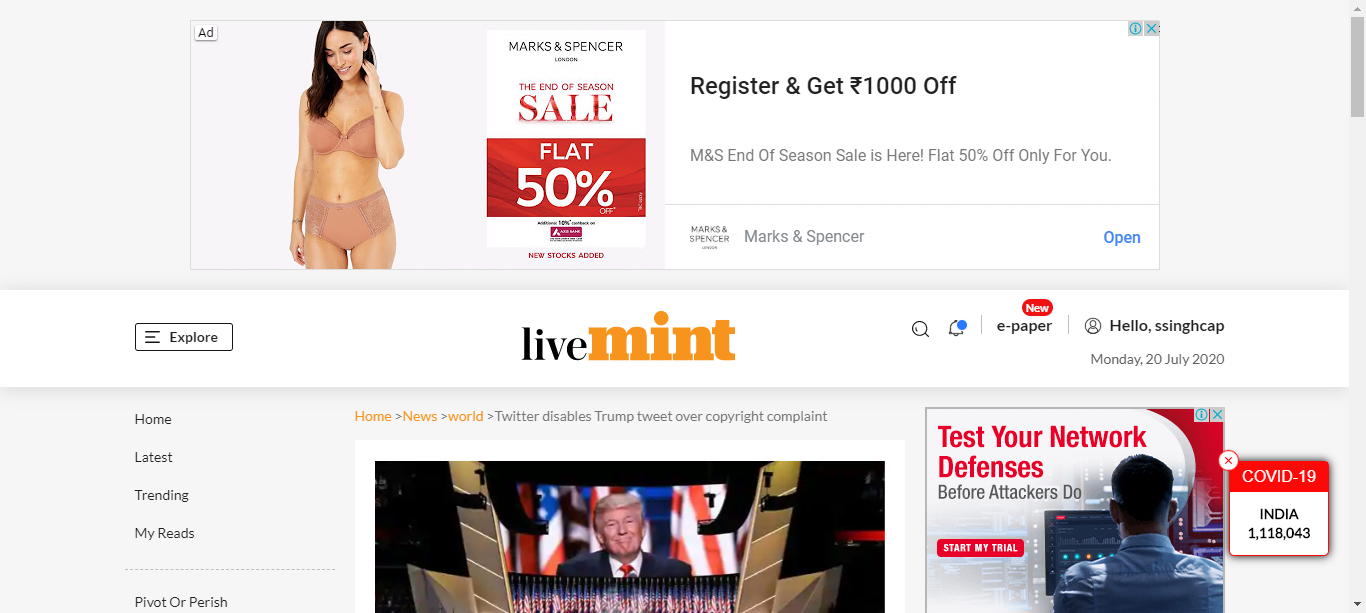 Ad
MARKS & SPENCER
LONDON
THE END OF SEASON
SALE
FLAT
50%
OFF*
Additional 10%* cashback on
AXIS BANK
NEW STOCKS ADDED
Register & Get ₹1000 Off
M&S End Of Season Sale is Here! Flat 50% Off Only For You.
MARKS &
SPENCER
LONDON
Marks & Spencer
Open
Explore
livemint
New
e-paper
Hello, ssinghcap
Monday, 20 July 2020
Home
Latest
Trending
My Reads
Pivot Or Perish
Home >News >world >Twitter disables Trump tweet over copyright complaint
Test Your Network
Defenses
Before Attackers Do
START MY TRIAL
COVID-19
INDIA
1,118,043